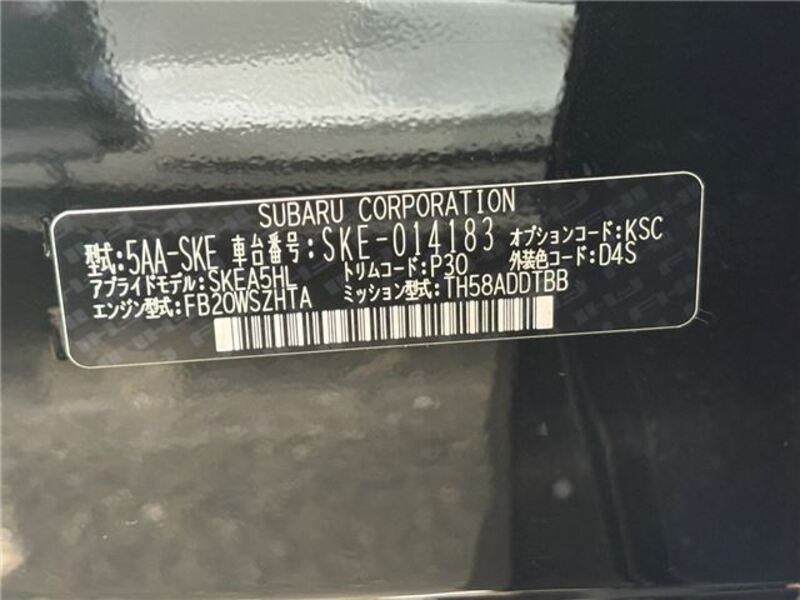 SUBARU CORPORATION
型式:5AA-SKE 車台番号:SKE-014183 オプションコード:KSC
アプライドモデル:SKEA5HL トリムコード:P30 外装色コード:D4S
エンジン型式:FB20WSZHTA ミッション型式:TH58ADDTBB